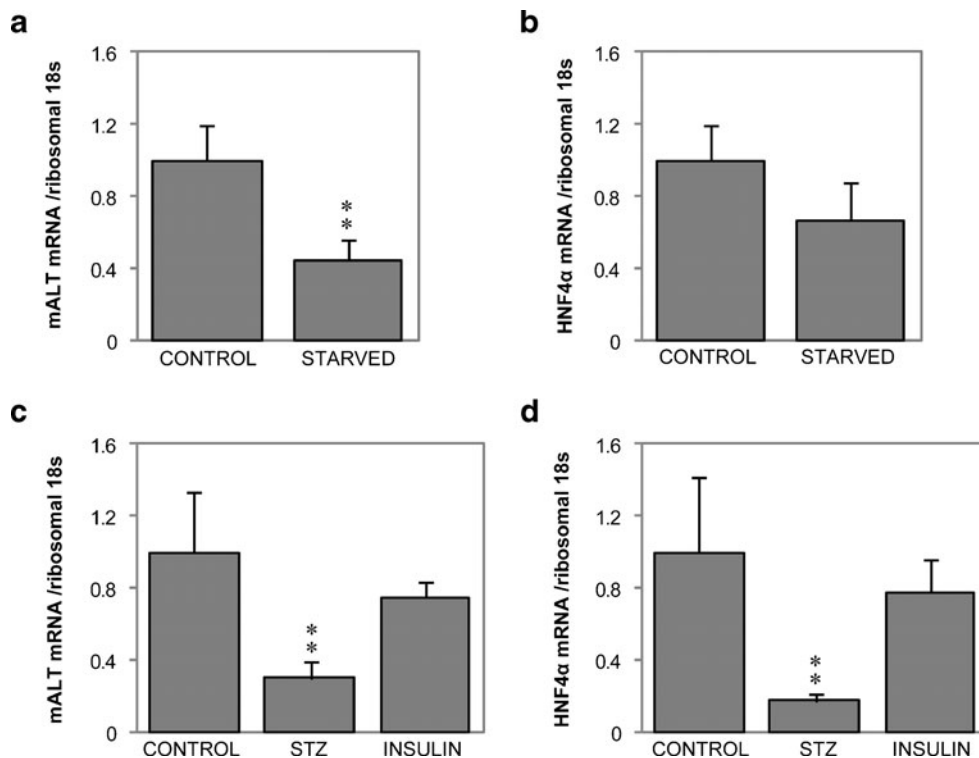 a
mALT mRNA /ribosomal 18s
1.6
1.2
0.8
0.4
0
**
CONTROL STARVED
b
HNF4α mRNA /ribosomal 18s
1.6
1.2
0.8
0.4
0
CONTROL STARVED
c
mALT mRNA /ribosomal 18s
1.6
1.2
0.8
0.4
0
**
CONTROL STZ INSULIN
d
HNF4α mRNA /ribosomal 18s
1.6
1.2
0.8
0.4
0
**
CONTROL STZ INSULIN